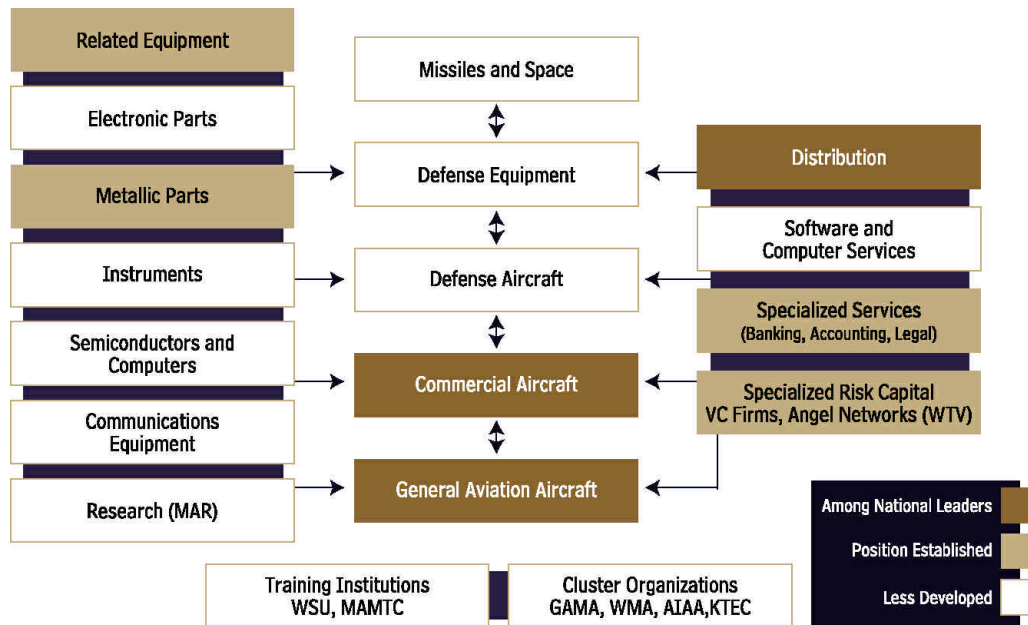 Related Equipment
Electronic Parts
Metallic Parts
Instruments
Semiconductors and
Computers
Communications
Equipment
Research (MAR)
Missiles and Space
Defense Equipment
Defense Aircraft
Commercial Aircraft
General Aviation Aircraft
Distribution
Software and
Computer Services
Specialized Services
(Banking, Accounting, Legal)
Specialized Risk Capital
VC Firms, Angel Networks (WTV)
Training Institutions
WSU, MAMTC
Cluster Organizations
GAMA, WMA, AIAA,KTEC
Among National Leaders
Position Established
Less Developed